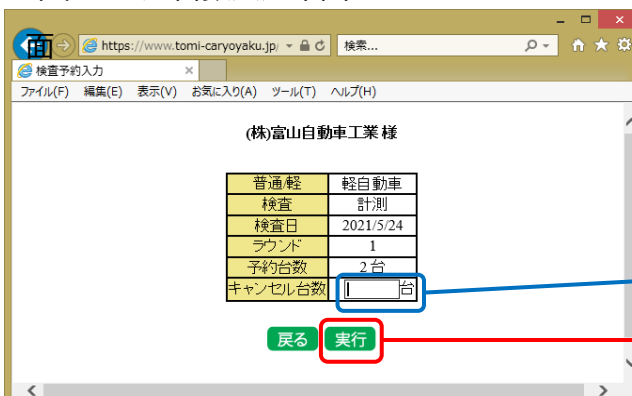 面
https://www.tomi-caryoyaku.jp/
検索...
検査予約入力
ファイル(F) 編集(E) 表示(V) お気に入り(A) ツール(T) ヘルプ(H)
(株)富山自動車工業 様
普通/軽 軽自動車
検査 計測
検査日 2021/5/24
ラウンド 1
予約台数 2 台
キャンセル台数 台
戻る 実行